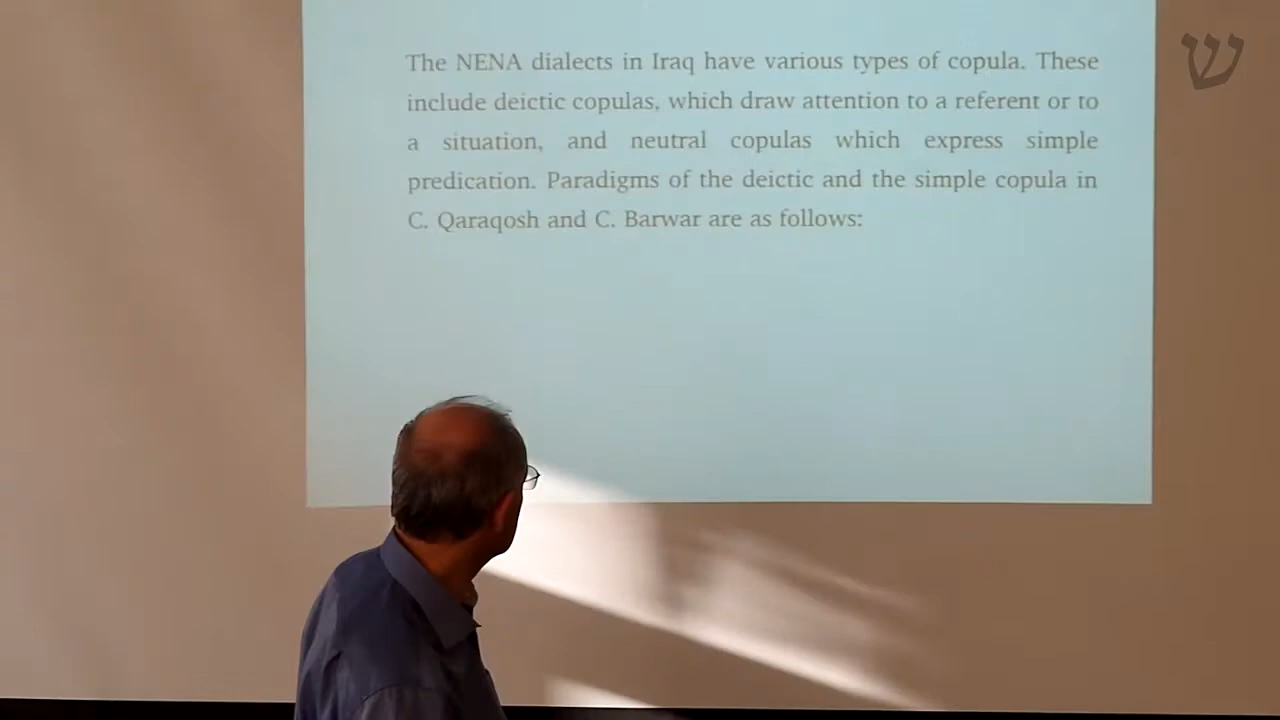 The NENA dialects in Iraq have various types of copula. These
include deictic copulas, which draw attention to a referent or to
a situation, and neutral copulas which express simple
predication. Paradigms of the deictic and the simple copula in
C. Qaraqosh and C. Barwar are as follows:
ש